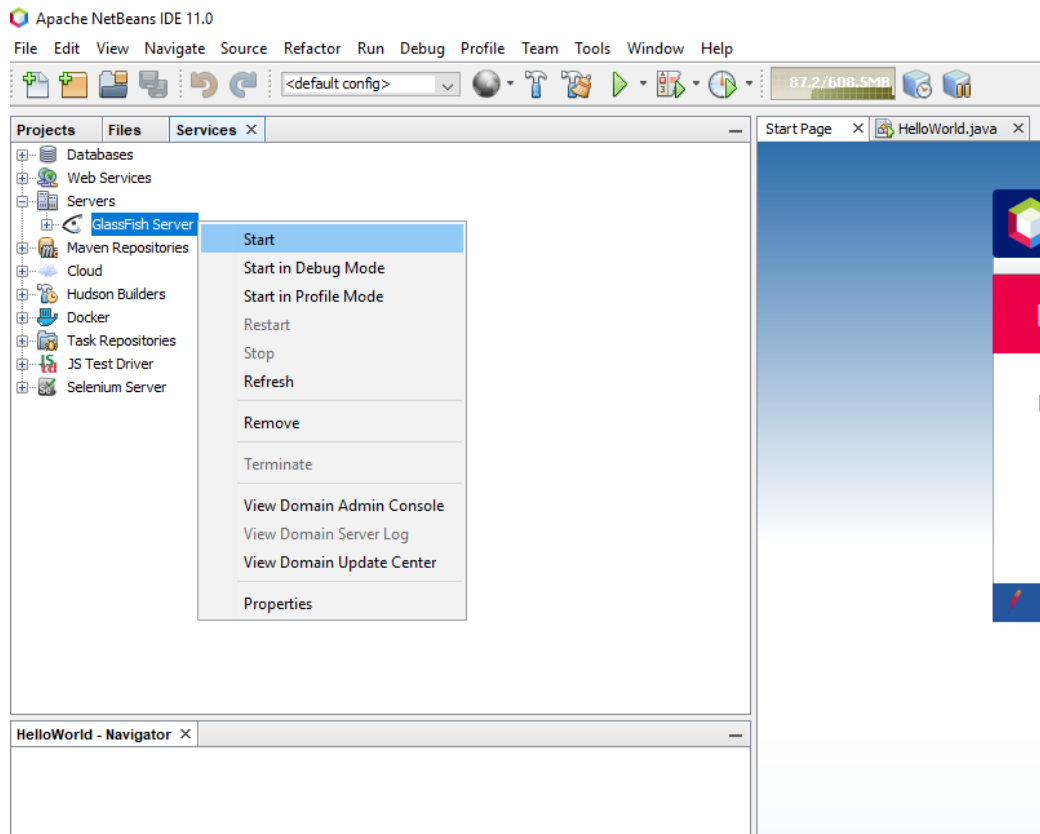 Apache NetBeans IDE 11.0
File Edit View Navigate Source Refactor Run Debug Profile Team Tools Window Help
<default config> 87.2/608.5MB
Projects Files Services
Start Page HelloWorld.java
Databases
Web Services
Servers
GlassFish Server
Maven Repositories
Cloud
Hudson Builders
Docker
Task Repositories
JS Test Driver
Selenium Server
Start
Start in Debug Mode
Start in Profile Mode
Restart
Stop
Refresh
Remove
Terminate
View Domain Admin Console
View Domain Server Log
View Domain Update Center
Properties
HelloWorld - Navigator